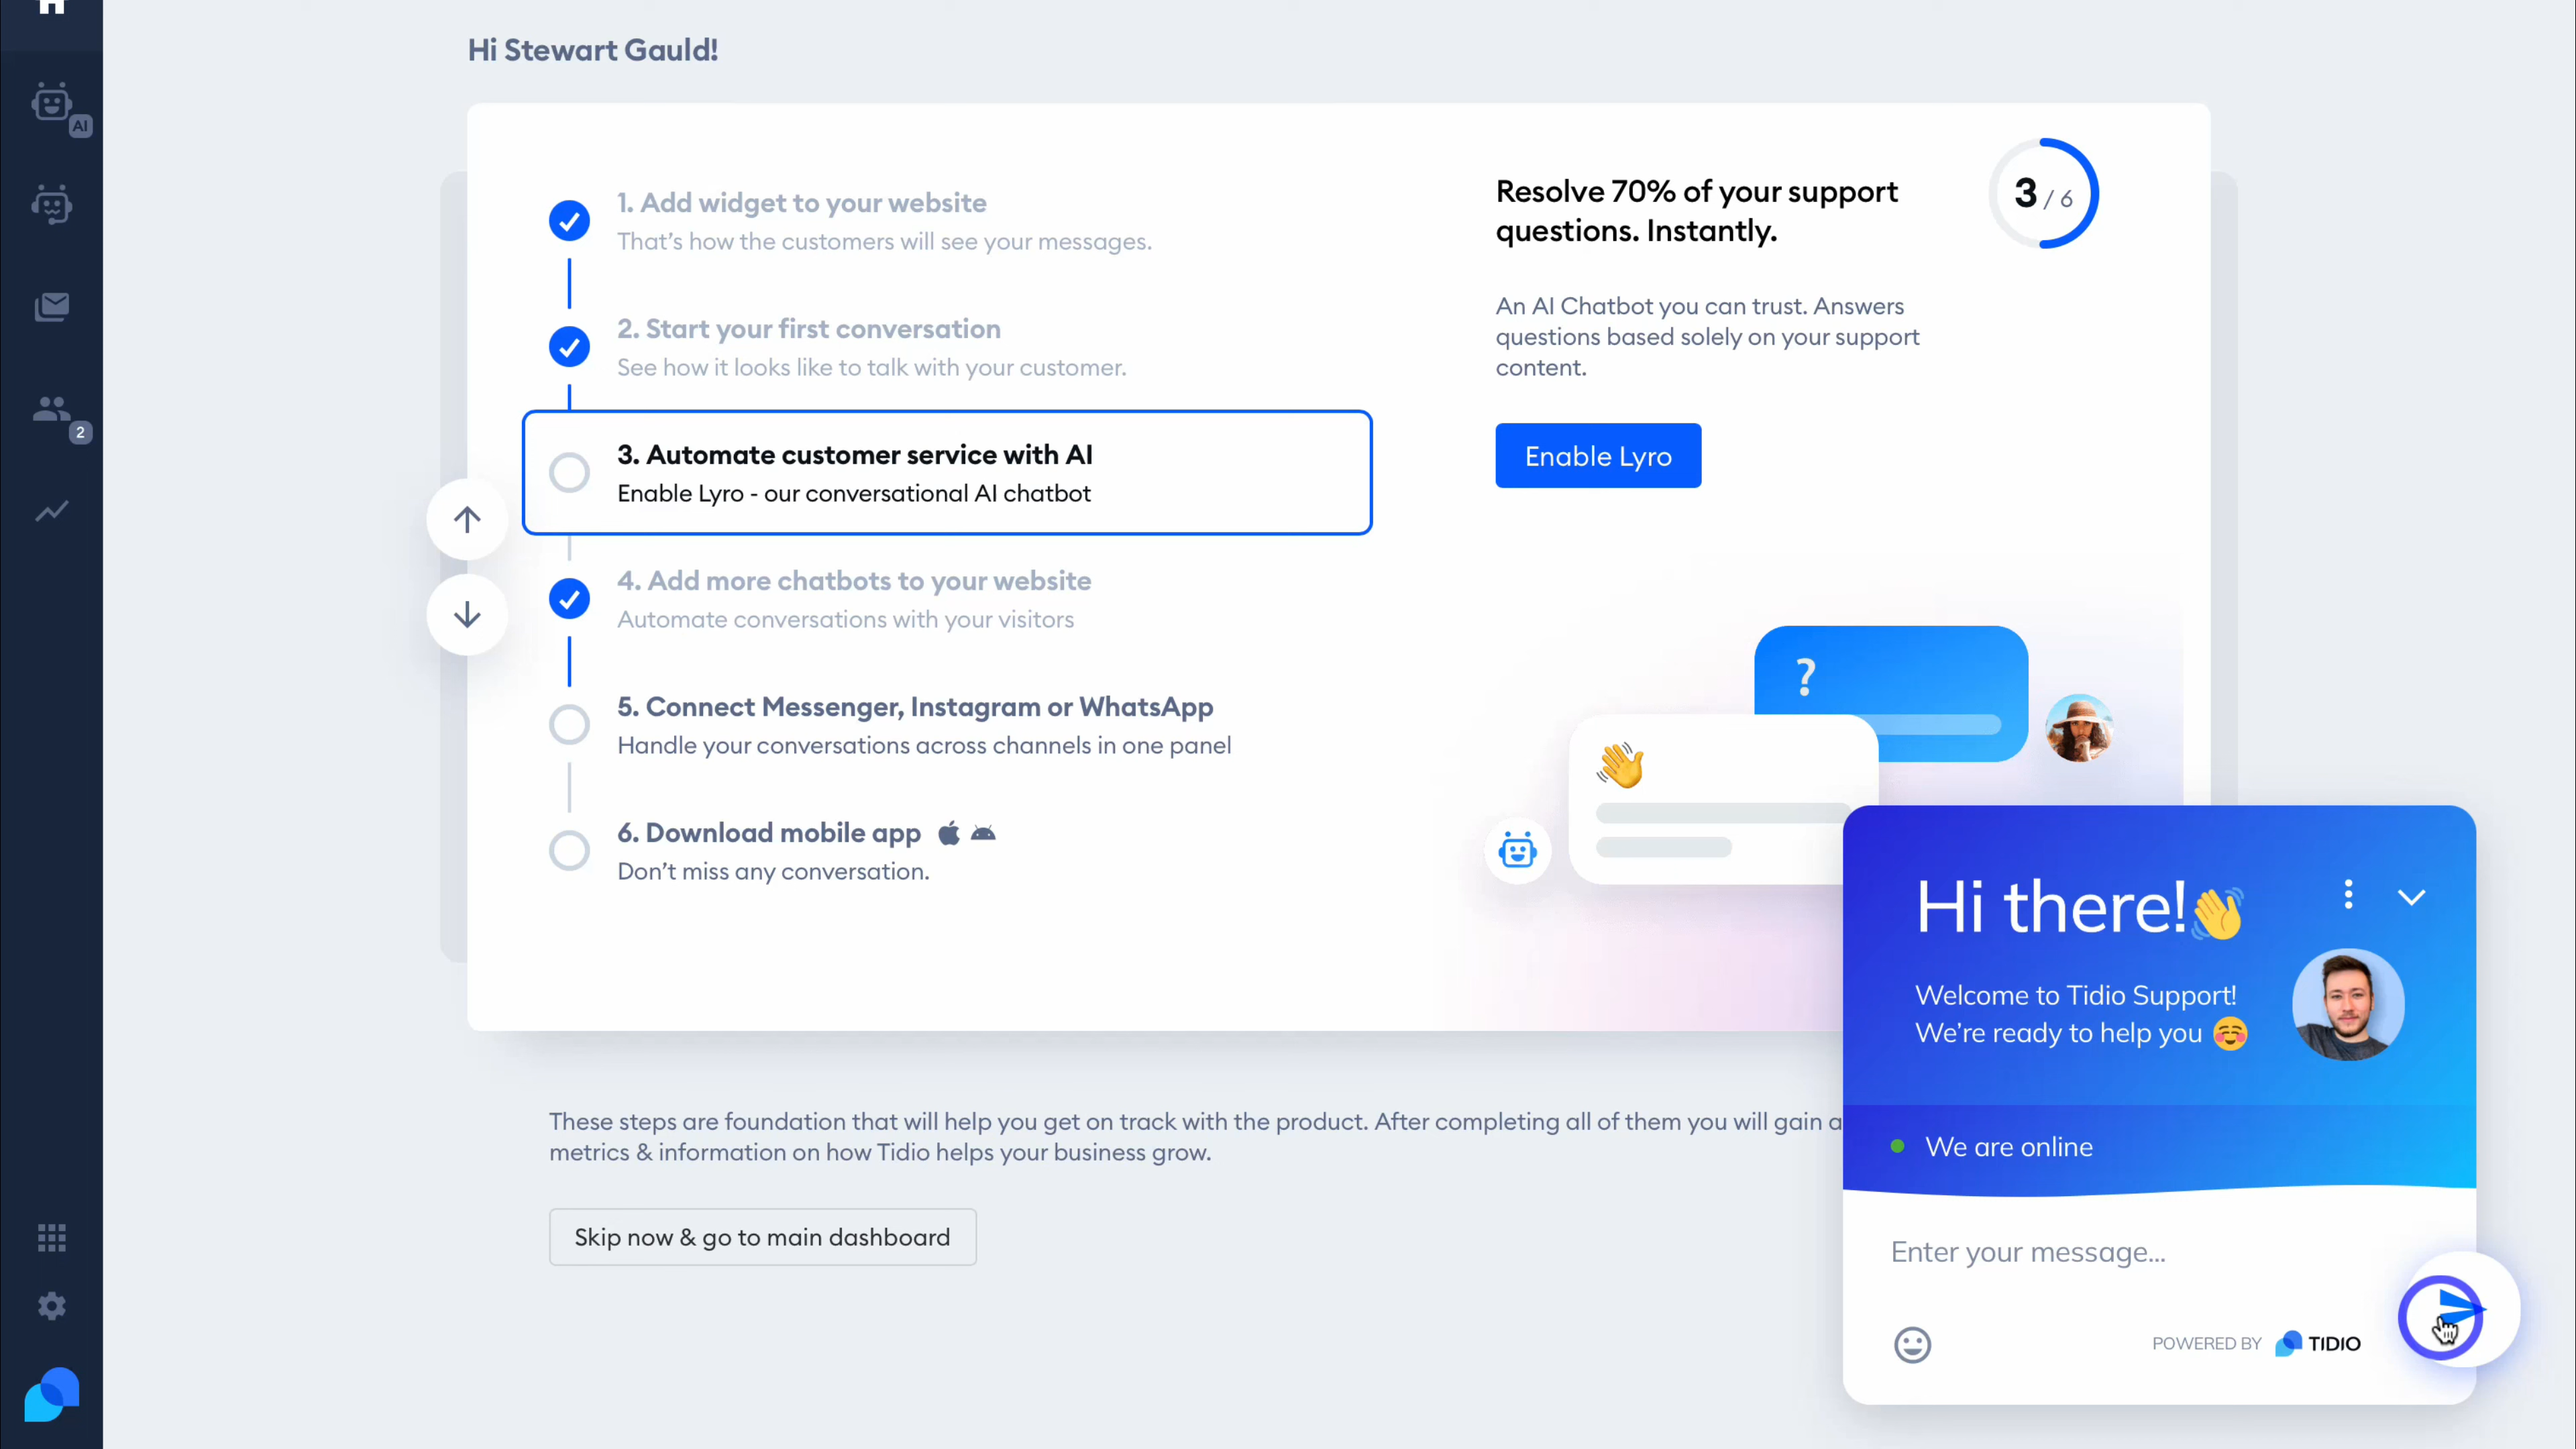 Hi Stewart Gauld!
AI
2
1. Add widget to your website
That's how the customers will see your messages.
2. Start your first conversation
See how it looks like to talk with your customer.
3. Automate customer service with AI
Enable Lyro - our conversational AI chatbot
4. Add more chatbots to your website
Automate conversations with your visitors
5. Connect Messenger, Instagram or WhatsApp
Handle your conversations across channels in one panel
6. Download mobile app
Don't miss any conversation.
Resolve 70% of your support
questions. Instantly.
3 / 6
An AI Chatbot you can trust. Answers
questions based solely on your support
content.
Enable Lyro
?
These steps are foundation that will help you get on track with the product. After completing all of them you will gain a
metrics & information on how Tidio helps your business grow.
Skip now & go to main dashboard
Hi there!👋
Welcome to Tidio Support!
We're ready to help you ☺️
We are online
Enter your message...
POWERED BY TIDIO